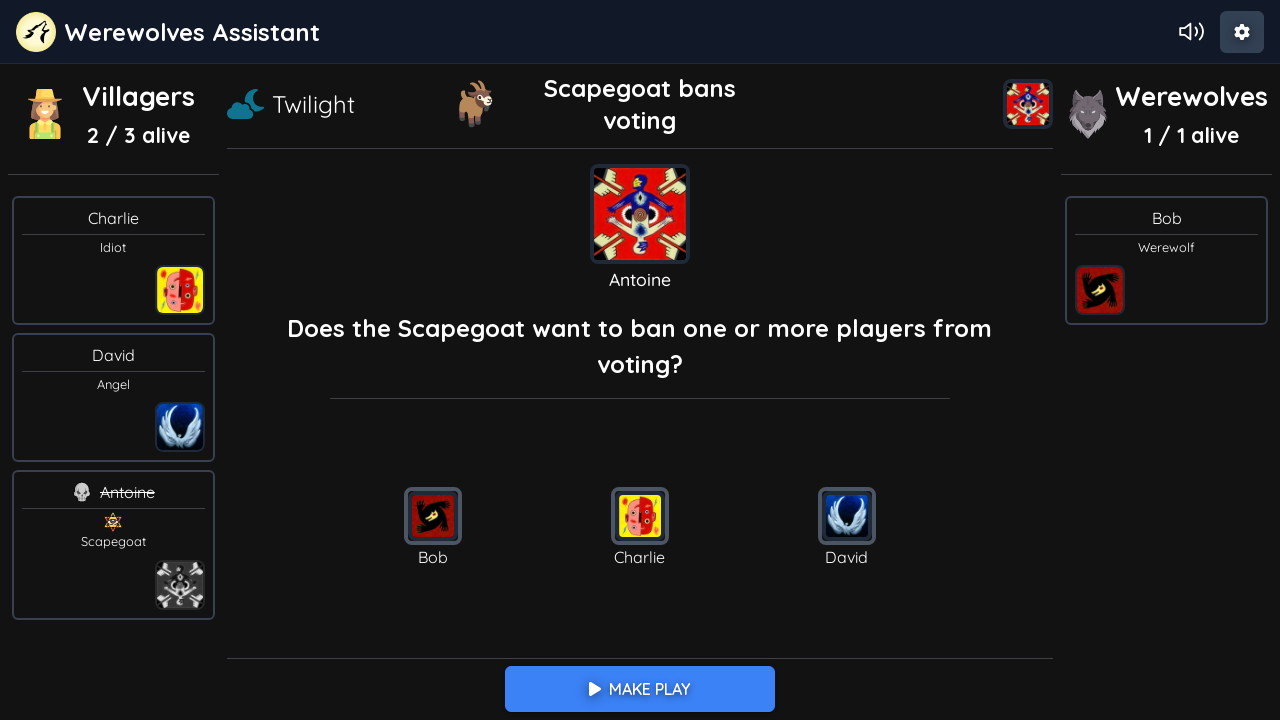 Werewolves Assistant
Villagers
2 / 3 alive
Charlie
Idiot
David
Angel
Antoine
Scapegoat
Twilight
Scapegoat bans
voting
Antoine
Does the Scapegoat want to ban one or more players from
voting?
Bob
Charlie
David
MAKE PLAY
Werewolves
1 / 1 alive
Bob
Werewolf